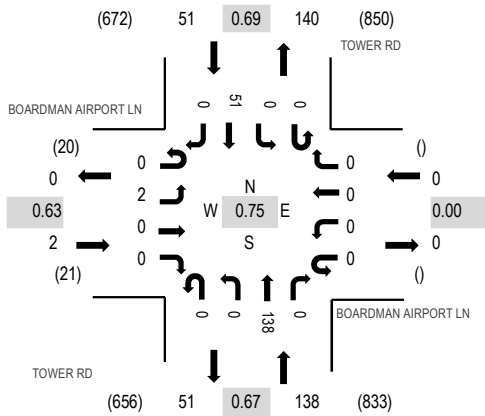 (672) 51 0.69 140 (850)
TOWER RD
BOARDMAN AIRPORT LN
0 51 0 0
(20) ()
0 0 0 0
2 N 0
0.63 W 0.75 E 0.00
0 0
2 S 0
0 0
(21) ()
0 0 138 0
BOARDMAN AIRPORT LN
TOWER RD
(656) 51 0.67 138 (833)